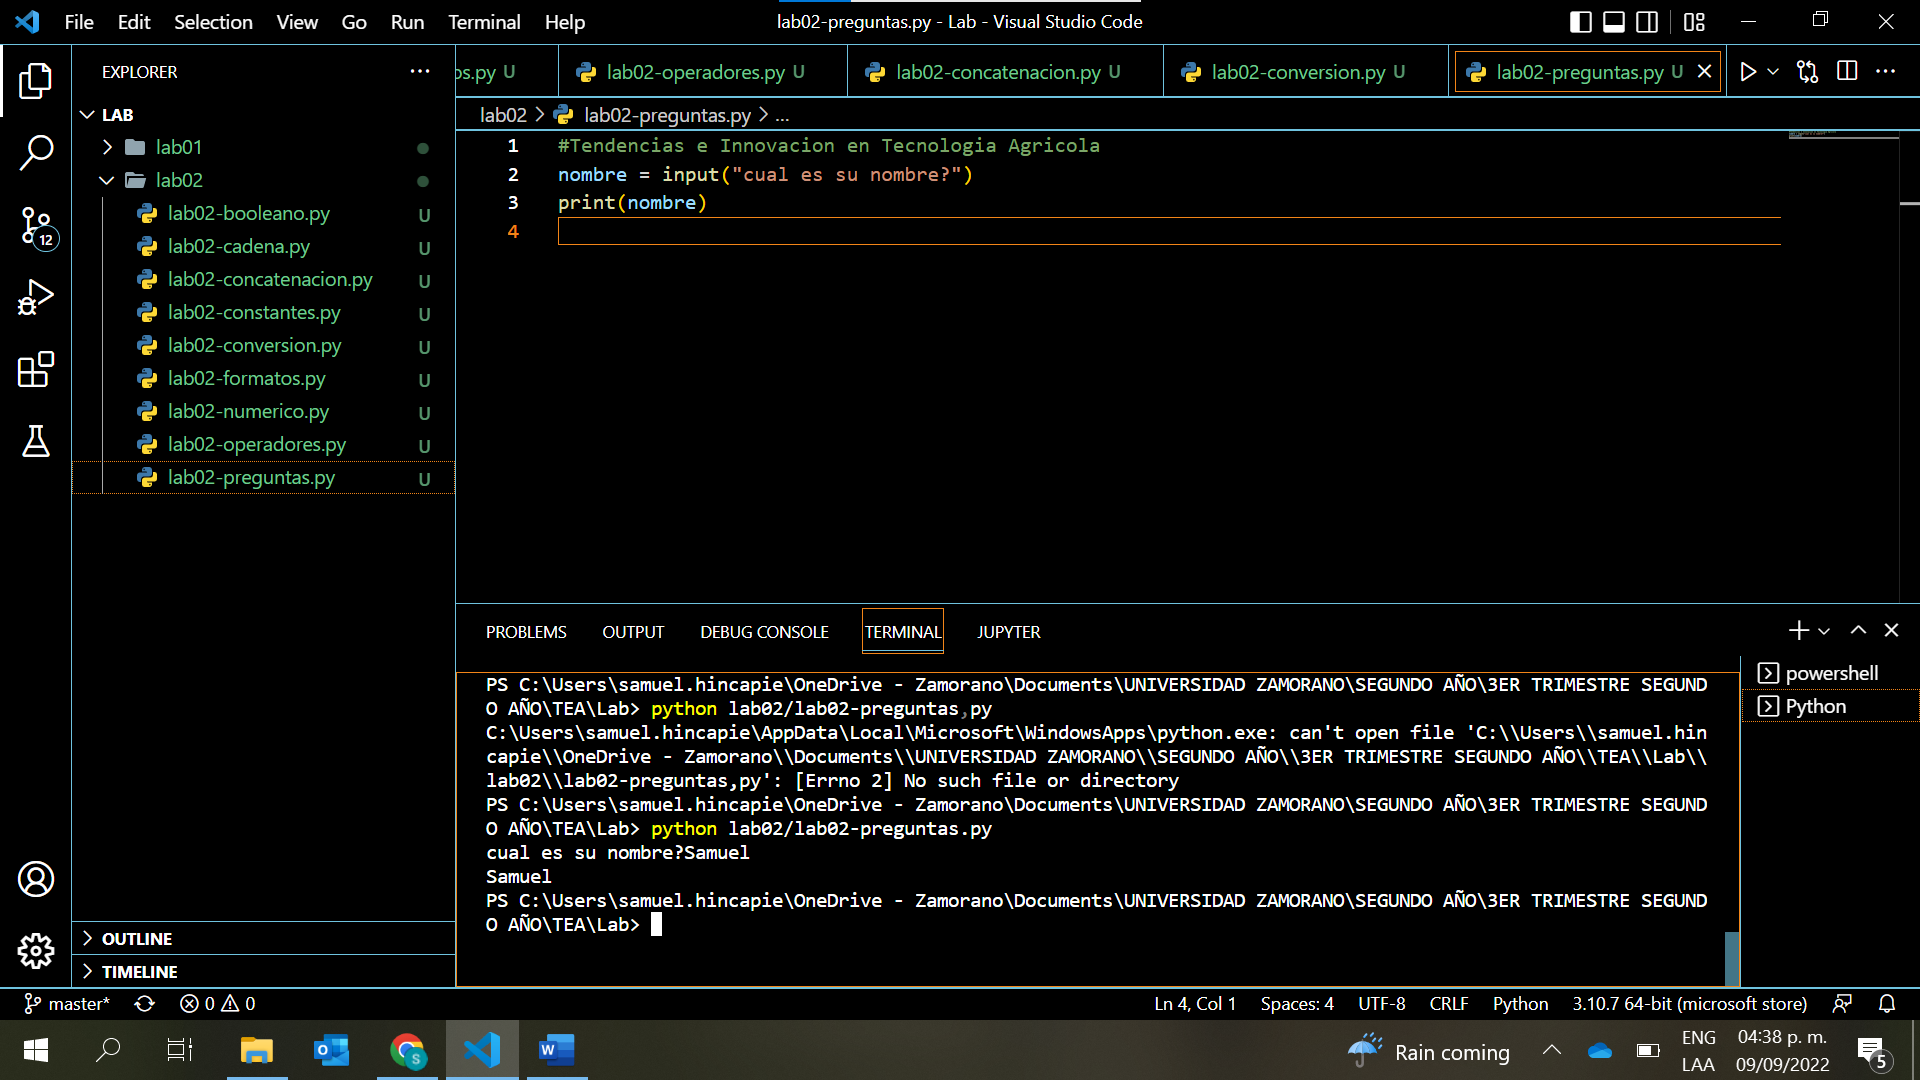 File Edit Selection View Go Run Terminal Help
lab02-preguntas.py - Lab - Visual Studio Code
EXPLORER
os.py U
lab02-operadores.py U
lab02-concatenacion.py U
lab02-conversion.py U
lab02-preguntas.py U
LAB
lab01
lab02
lab02-booleano.py U
lab02-cadena.py U
lab02-concatenacion.py U
lab02-constantes.py U
lab02-conversion.py U
lab02-formatos.py U
lab02-numerico.py U
lab02-operadores.py U
lab02-preguntas.py U
12
OUTLINE
TIMELINE
lab02 > lab02-preguntas.py > ...
1 #Tendencias e Innovacion en Tecnologia Agricola
2 nombre = input("cual es su nombre?")
3 print(nombre)
4
PROBLEMS OUTPUT DEBUG CONSOLE TERMINAL JUPYTER
PS C:\Users\samuel.hincapie\OneDrive - Zamorano\Documents\UNIVERSIDAD ZAMORANO\SEGUNDO AÑO\3ER TRIMESTRE SEGUND
O AÑO\TEA\Lab> python lab02/lab02-preguntas,py
C:\Users\samuel.hincapie\AppData\Local\Microsoft\WindowsApps\python.exe: can't open file 'C:\\Users\\samuel.hin
capie\\OneDrive - Zamorano\\Documents\\UNIVERSIDAD ZAMORANO\\SEGUNDO AÑO\\3ER TRIMESTRE SEGUNDO AÑO\\TEA\\Lab\\
lab02\\lab02-preguntas,py': [Errno 2] No such file or directory
PS C:\Users\samuel.hincapie\OneDrive - Zamorano\Documents\UNIVERSIDAD ZAMORANO\SEGUNDO AÑO\3ER TRIMESTRE SEGUND
O AÑO\TEA\Lab> python lab02/lab02-preguntas.py
cual es su nombre?Samuel
Samuel
PS C:\Users\samuel.hincapie\OneDrive - Zamorano\Documents\UNIVERSIDAD ZAMORANO\SEGUNDO AÑO\3ER TRIMESTRE SEGUND
O AÑO\TEA\Lab>
powershell
Python
master* 0 0
Ln 4, Col 1 Spaces: 4 UTF-8 CRLF Python 3.10.7 64-bit (microsoft store)
S
Rain coming
ENG
LAA
04:38 p. m.
09/09/2022
5